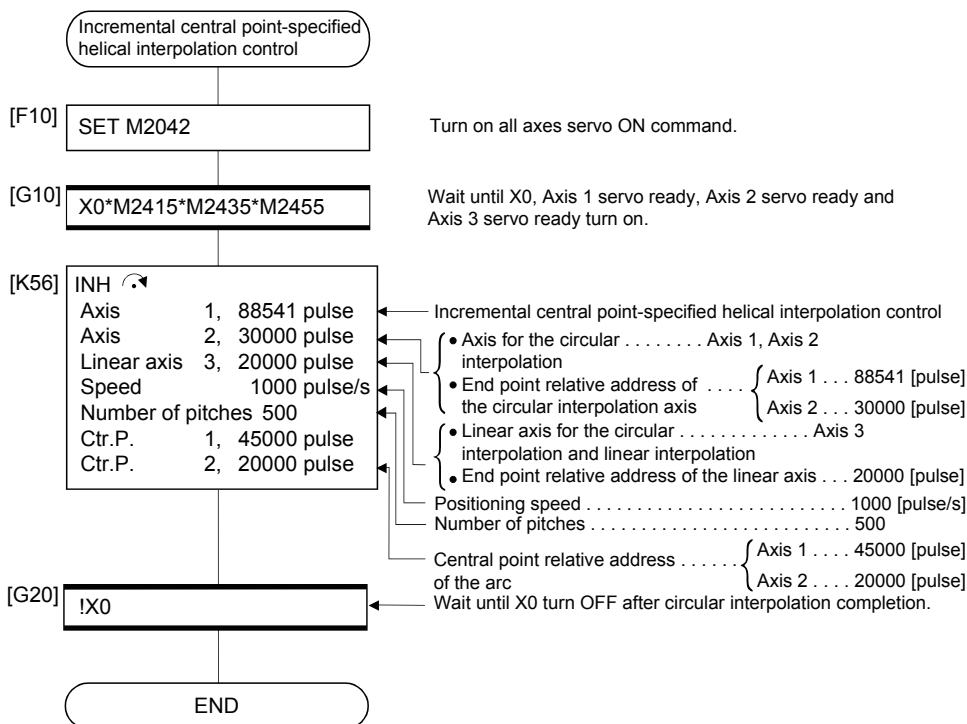 Incremental central point-specified
helical interpolation control
[F10]
SET M2042
Turn on all axes servo ON command.
[G10]
X0*M2415*M2435*M2455
Wait until X0, Axis 1 servo ready, Axis 2 servo ready and
Axis 3 servo ready turn on.
[K56]
INH
Axis 1, 88541 pulse
Axis 2, 30000 pulse
Linear axis 3, 20000 pulse
Speed 1000 pulse/s
Number of pitches 500
Ctr.P. 1, 45000 pulse
Ctr.P. 2, 20000 pulse
Incremental central point-specified helical interpolation control
• Axis for the circular . . . . . . . . Axis 1, Axis 2
interpolation
• End point relative address of . . . .
the circular interpolation axis
Axis 1 . . . 88541 [pulse]
Axis 2 . . . 30000 [pulse]
• Linear axis for the circular . . . . . . . . . . . . . Axis 3
interpolation and linear interpolation
• End point relative address of the linear axis . . . 20000 [pulse]
Positioning speed . . . . . . . . . . . . . . . . . . . . . . . . . . 1000 [pulse/s]
Number of pitches . . . . . . . . . . . . . . . . . . . . . . . . . . 500
Central point relative address . . . . . .
of the arc
Axis 1 . . . . 45000 [pulse]
Axis 2 . . . . 20000 [pulse]
[G20]
!X0
Wait until X0 turn OFF after circular interpolation completion.
END